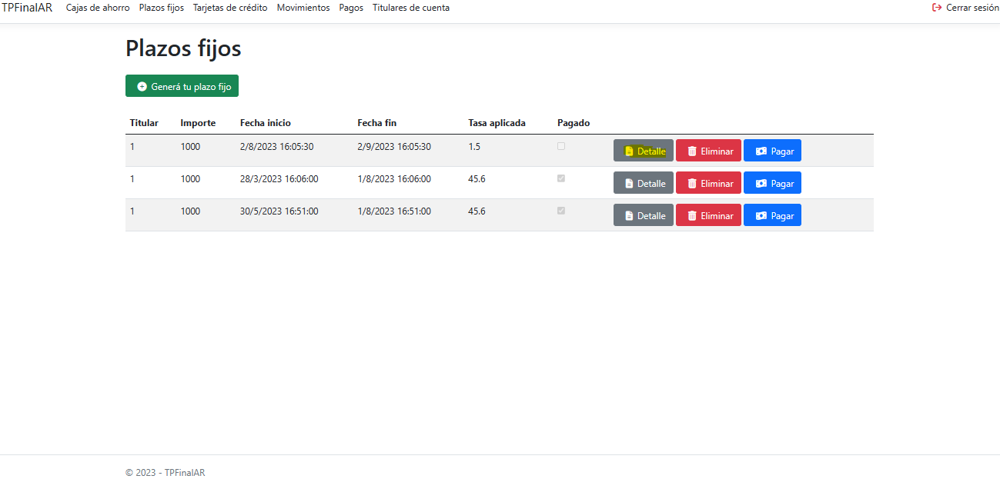 TPFinalAR Cajas de ahorro Plazos fijos Tarjetas de crédito Movimientos Pagos Titulares de cuenta Cerrar sesión
Plazos fijos
Generá tu plazo fijo
Titular Importe Fecha inicio Fecha fin Tasa aplicada Pagado
1 1000 2/8/2023 16:05:30 2/9/2023 16:05:30 1.5 Detalle Eliminar Pagar
1 1000 28/3/2023 16:06:00 1/8/2023 16:06:00 45.6 Detalle Eliminar Pagar
1 1000 30/5/2023 16:51:00 1/8/2023 16:51:00 45.6 Detalle Eliminar Pagar
© 2023 - TPFinalAR